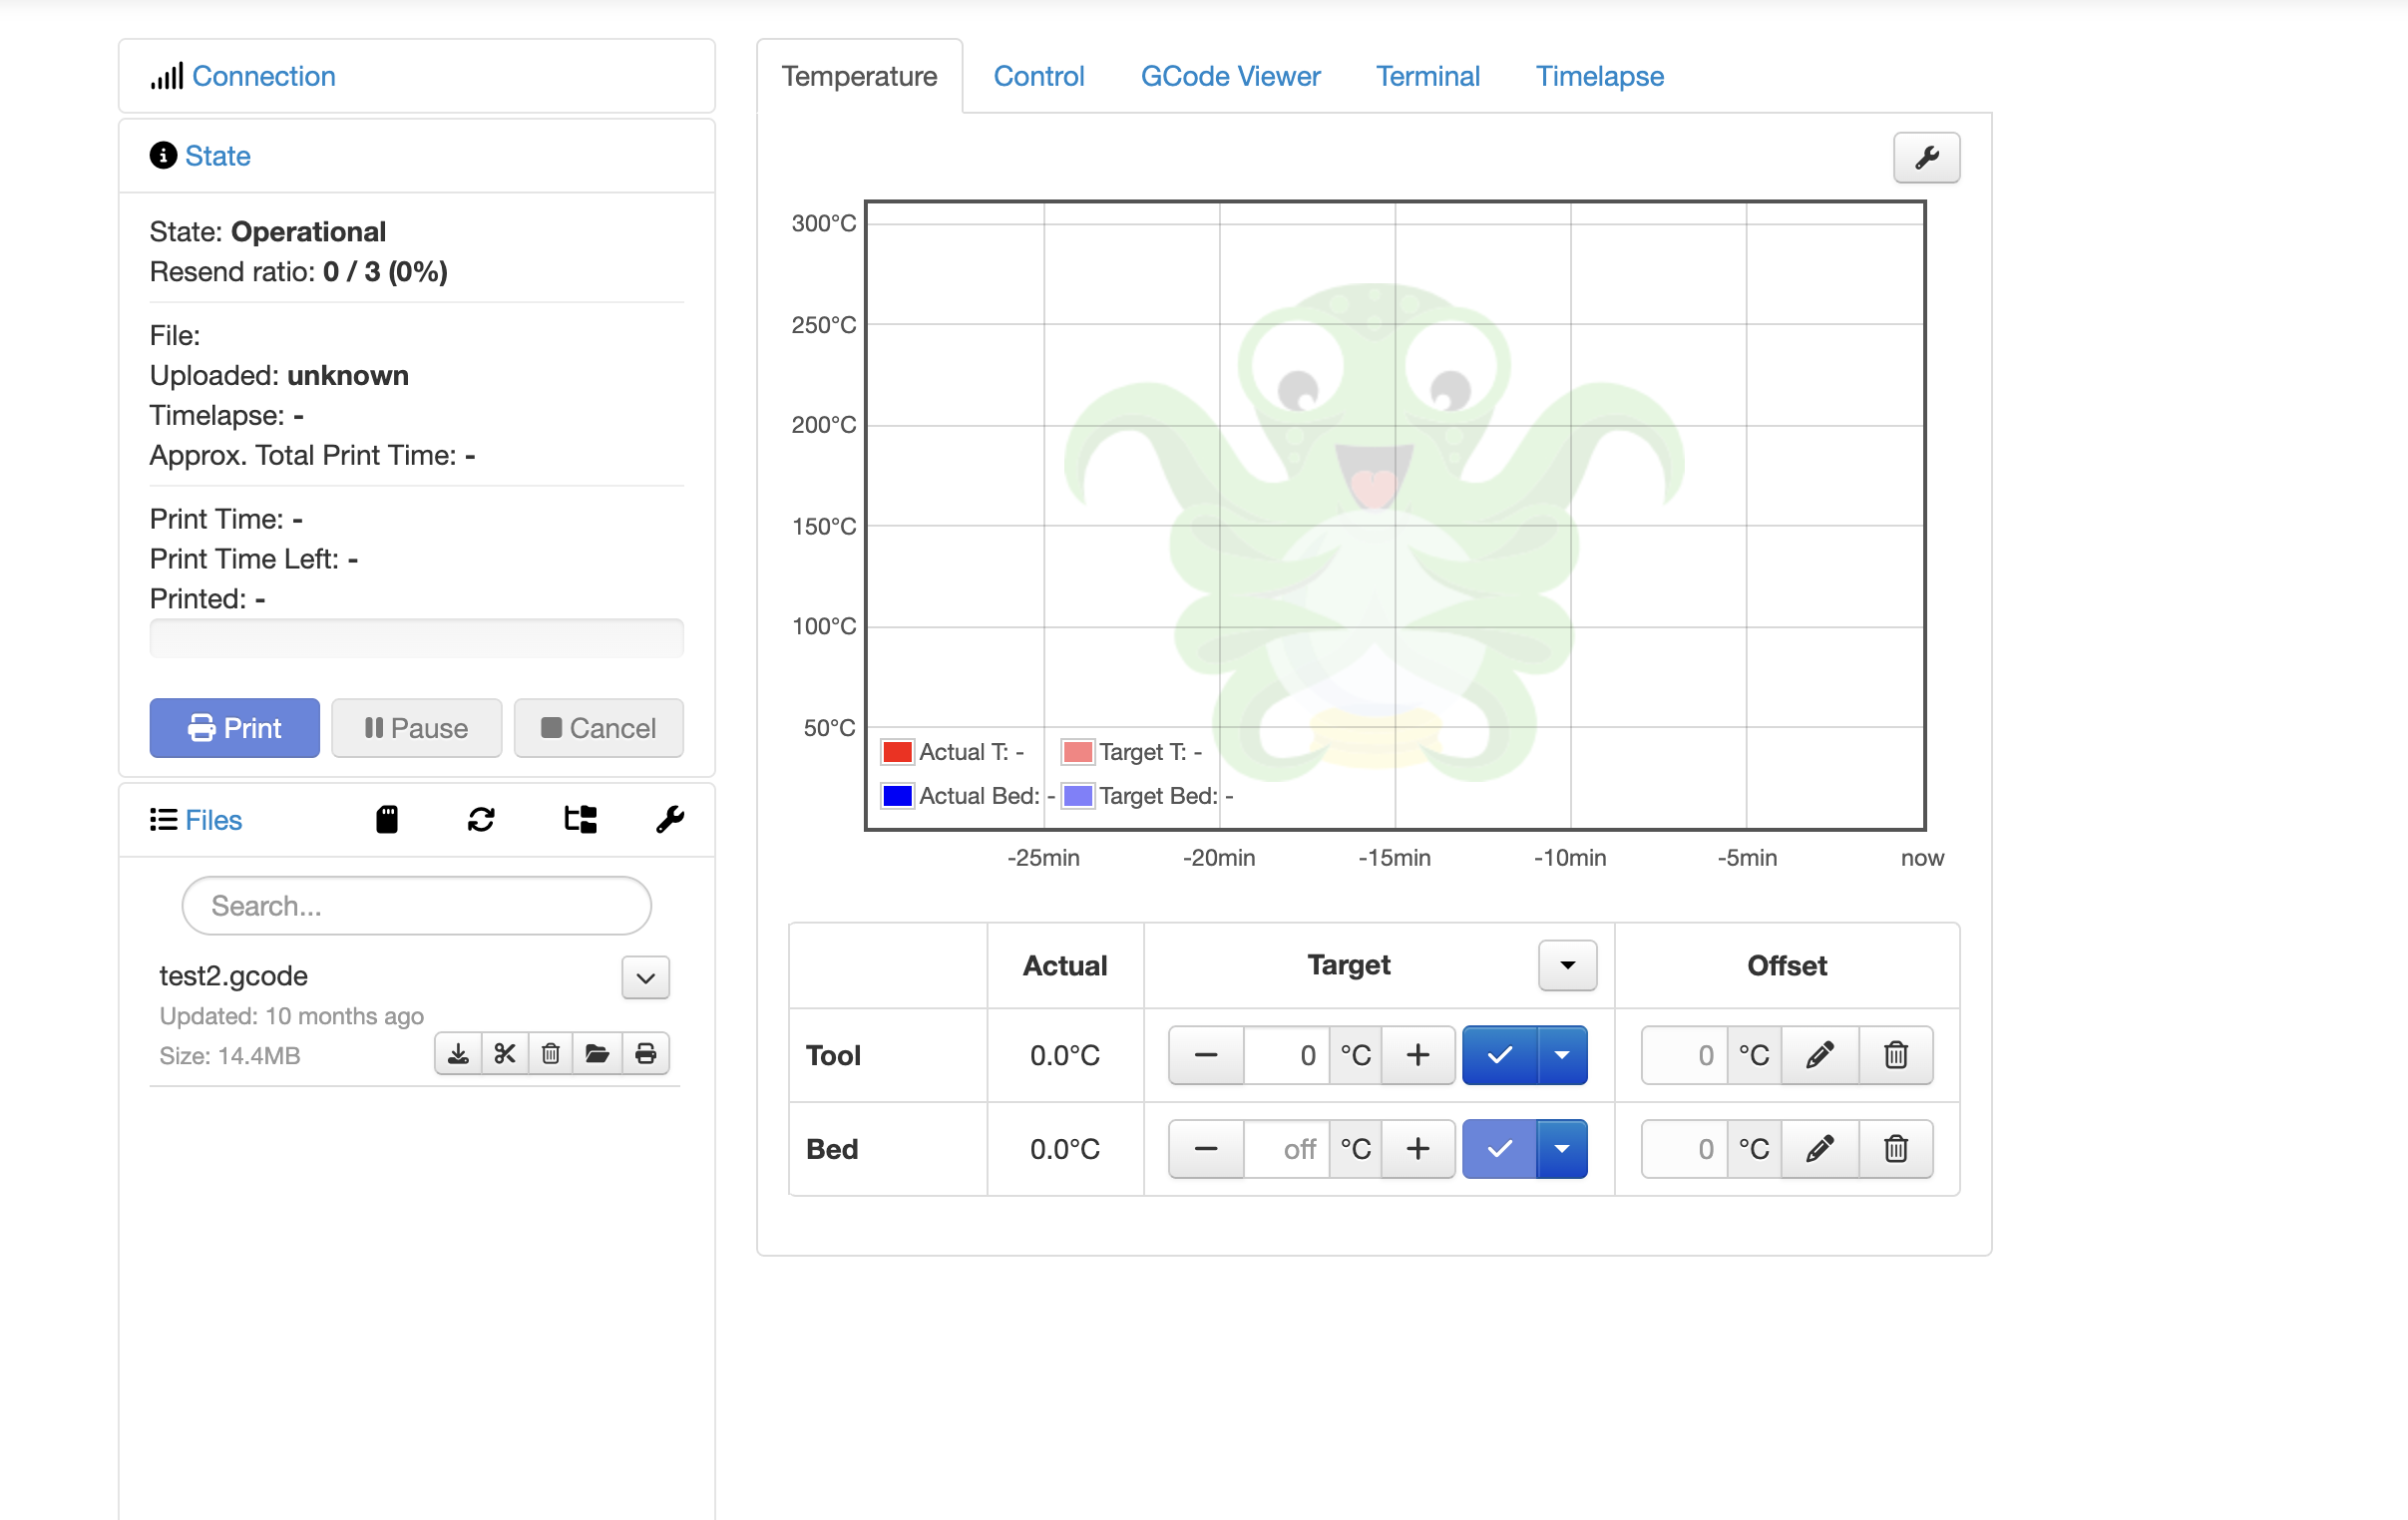 Connection
State
State: Operational
Resend ratio: 0 / 3 (0%)
File:
Uploaded: unknown
Timelapse: -
Approx. Total Print Time: -
Print Time: -
Print Time Left: -
Printed: -
Print Pause Cancel
Files
Search...
test2.gcode
Updated: 10 months ago
Size: 14.4MB
Temperature Control GCode Viewer Terminal Timelapse
300°C
250°C
200°C
150°C
100°C
50°C
Actual T: - Target T: -
Actual Bed: - Target Bed: -
-25min -20min -15min -10min -5min now
Actual Target Offset
Tool 0.0°C 0 °C 0 °C
Bed 0.0°C off °C 0 °C